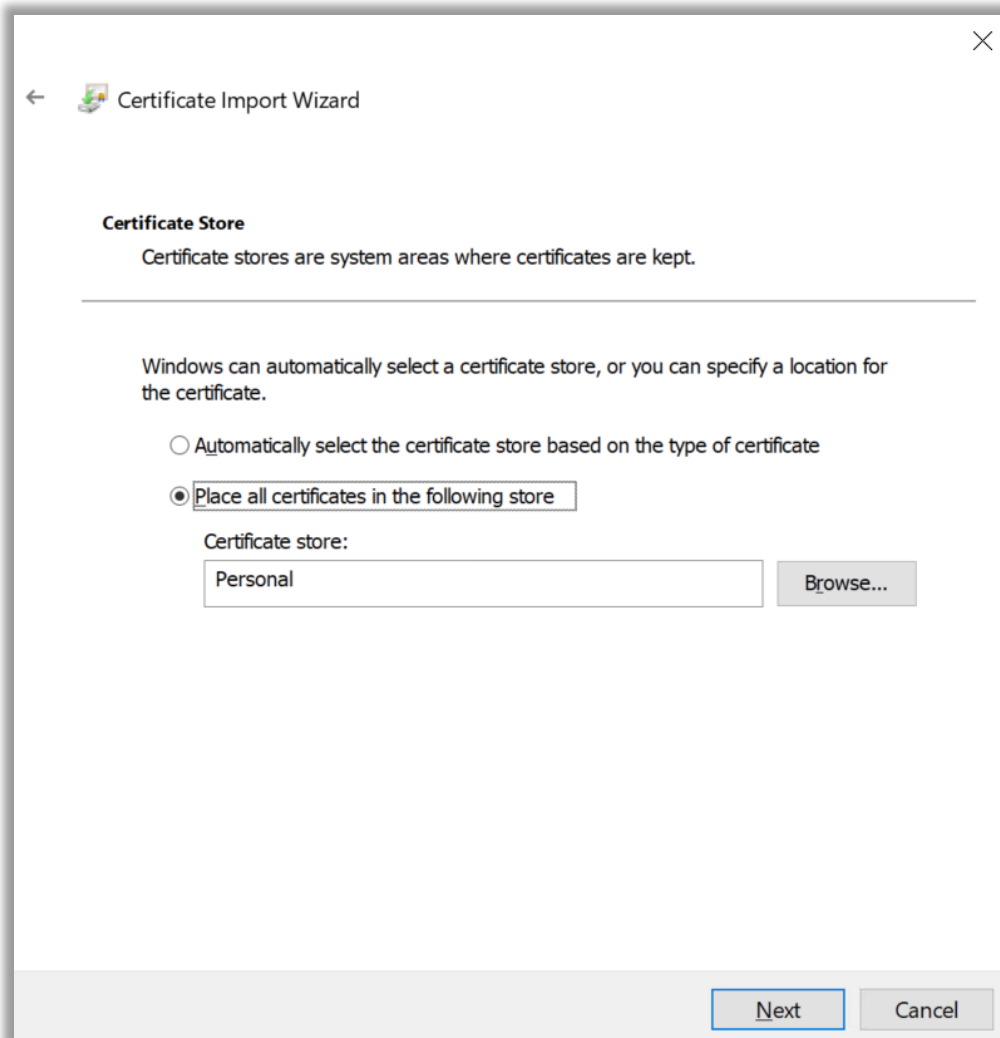 Certificate Import Wizard
Certificate Store
Certificate stores are system areas where certificates are kept.
Windows can automatically select a certificate store, or you can specify a location for
the certificate.
Automatically select the certificate store based on the type of certificate
Place all certificates in the following store
Certificate store:
Personal
Browse...
Next
Cancel